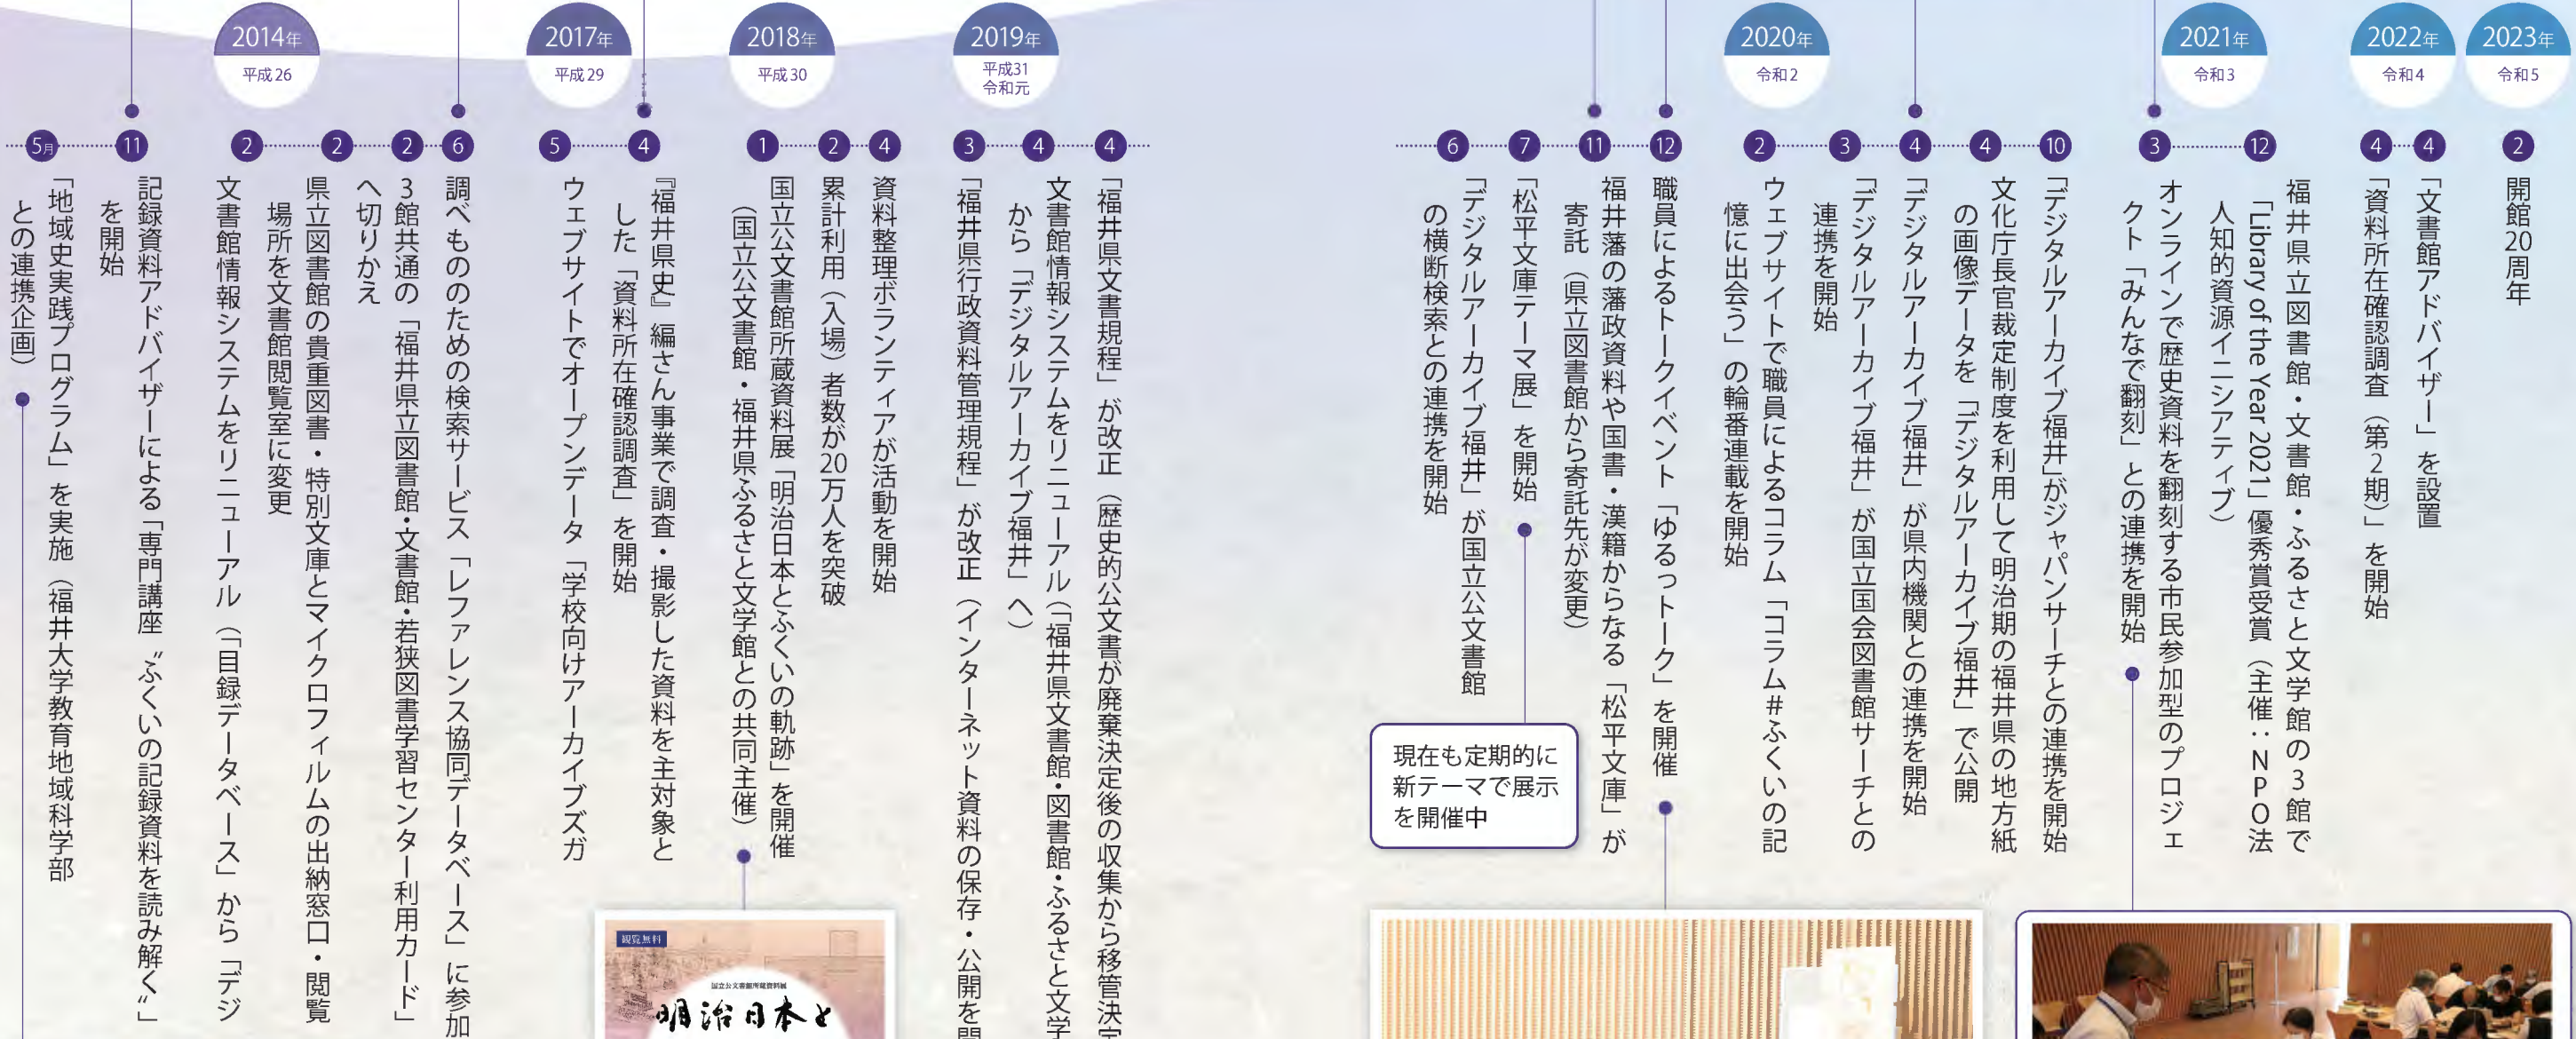 2014年
平成26
2017年
平成29
2018年
平成30
2019年
平成31
令和元
2020年
令和2
2021年
令和3
2022年
令和4
2023年
令和5
5月
「地域史実践プログラム」を実施（福井大学教育地域科学部
との連携企画）
11
記録資料アドバイザーによる「専門講座〝ふくいの記録資料を読み解く〟」
を開始
2
文書館情報システムをリニューアル（「目録データベース」から「デジ
2
県立図書館の貴重図書・特別文庫とマイクロフィルムの出納窓口・閲覧
場所を文書館閲覧室に変更
2
3館共通の「福井県立図書館・文書館・若狭図書学習センター利用カード」
へ切りかえ
6
調べもののための検索サービス「レファレンス協同データベース」に参加
5
ウェブサイトでオープンデータ「学校向けアーカイブズガ
4
『福井県史』編さん事業で調査・撮影した資料を主対象と
した「資料所在確認調査」を開始
1
国立公文書館所蔵資料展「明治日本とふくいの軌跡」を開催
（国立公文書館・福井県ふるさと文学館との共同主催）
2
累計利用（入場）者数が20万人を突破
4
資料整理ボランティアが活動を開始
3
「福井県行政資料管理規程」が改正（インターネット資料の保存・公開を開
4
文書館情報システムをリニューアル（「福井県文書館・図書館・ふるさと文学
から「デジタルアーカイブ福井」へ）
4
「福井県文書規程」が改正（歴史的公文書が廃棄決定後の収集から移管決定
6
「デジタルアーカイブ福井」が国立公文書館
の横断検索との連携を開始
7
「松平文庫テーマ展」を開始
現在も定期的に
新テーマで展示
を開催中
11
福井藩の藩政資料や国書・漢籍からなる「松平文庫」が
寄託（県立図書館から寄託先が変更）
12
職員によるトークイベント「ゆるっトーク」を開催
2
ウェブサイトで職員によるコラム「コラム#ふくいの記
憶に出会う」の輪番連載を開始
3
「デジタルアーカイブ福井」が国立国会図書館サーチとの
連携を開始
4
「デジタルアーカイブ福井」が県内機関との連携を開始
4
文化庁長官裁定制度を利用して明治期の福井県の地方紙
の画像データを「デジタルアーカイブ福井」で公開
10
「デジタルアーカイブ福井」がジャパンサーチとの連携を開始
3
オンラインで歴史資料を翻刻する市民参加型のプロジェ
クト「みんなで翻刻」との連携を開始
12
福井県立図書館・文書館・ふるさと文学館の3館で
「Library of the Year 2021」優秀賞受賞（主催：NPO法
人知的資源イニシアティブ）
4
「資料所在確認調査（第2期）」を開始
4
「文書館アドバイザー」を設置
2
開館20周年
観覧無料
国立公文書館所蔵資料展
明治日本と